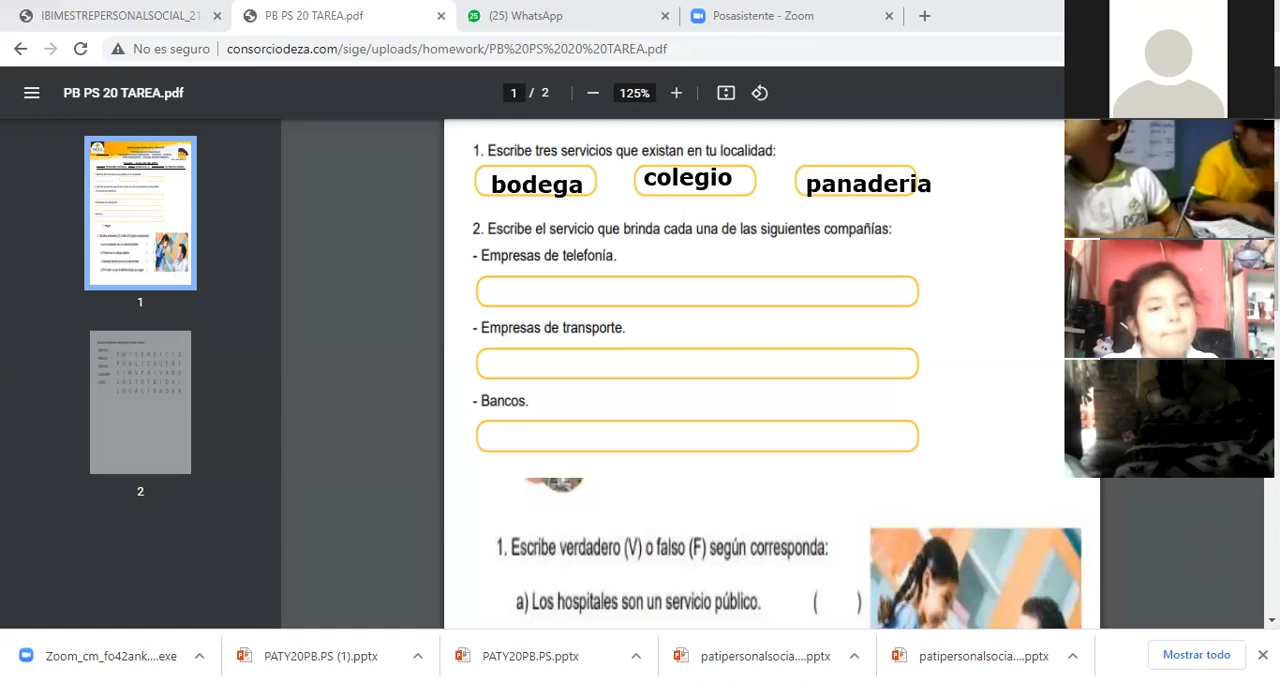 IBIMESTREPERSONALSOCIAL_21-
PB PS 20 TAREA.pdf
(25) WhatsApp
Posasistente - Zoom
No es seguro
consorciodeza.com/sige/uploads/homework/PB%20PS%2020%20TAREA.pdf
PB PS 20 TAREA.pdf
1 / 2
125%
1. Escribe tres servicios que existan en tu localidad:
bodega colegio panaderia
2. Escribe el servicio que brinda cada una de las siguientes compañías:
- Empresas de telefonía.
- Empresas de transporte.
- Bancos.
1. Escribe verdadero (V) o falso (F) según corresponda:
a) Los hospitales son un servicio público. ( )
1
2
Zoom_cm_fo42ank....exe
PATY20PB.PS (1).pptx
PATY20PB.PS.pptx
patipersonalsocia....pptx
patipersonalsocia....pptx
Mostrar todo